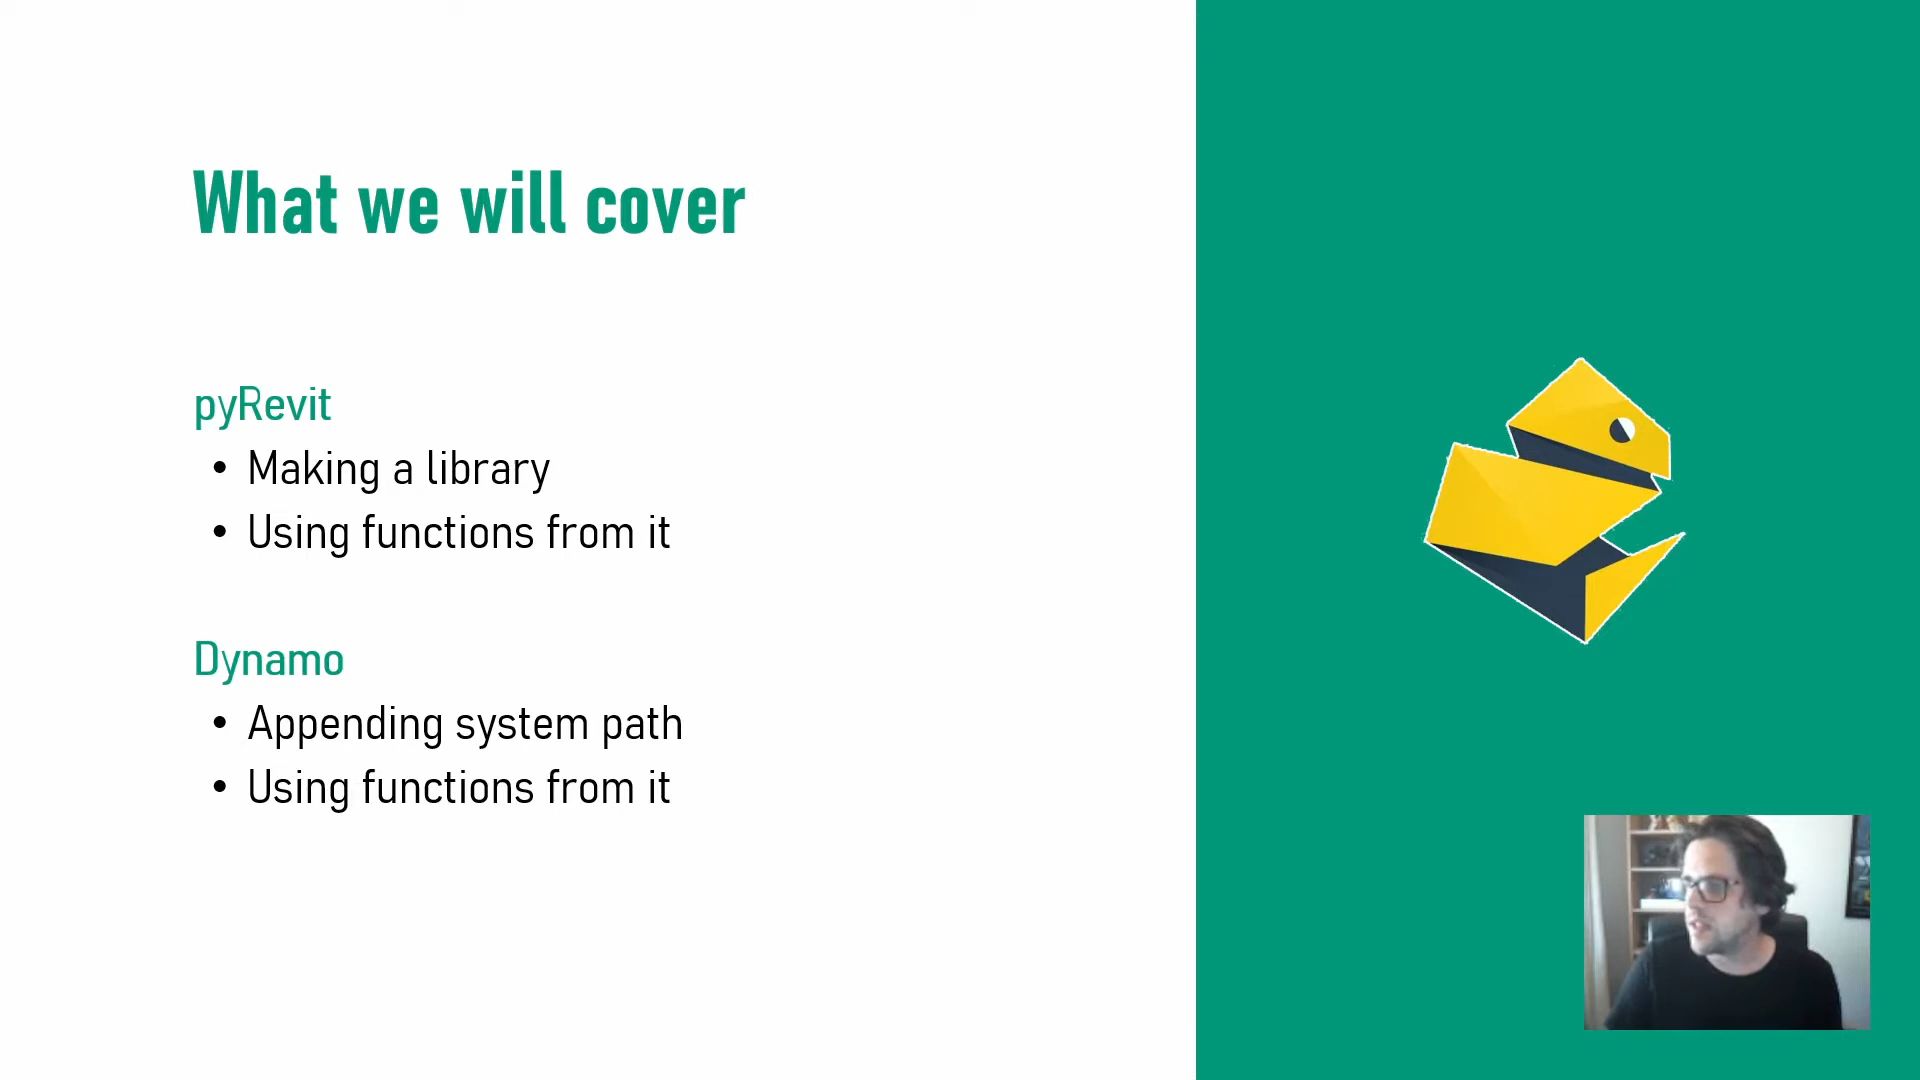 What we will cover
pyRevit
• Making a library
• Using functions from it
Dynamo
• Appending system path
• Using functions from it